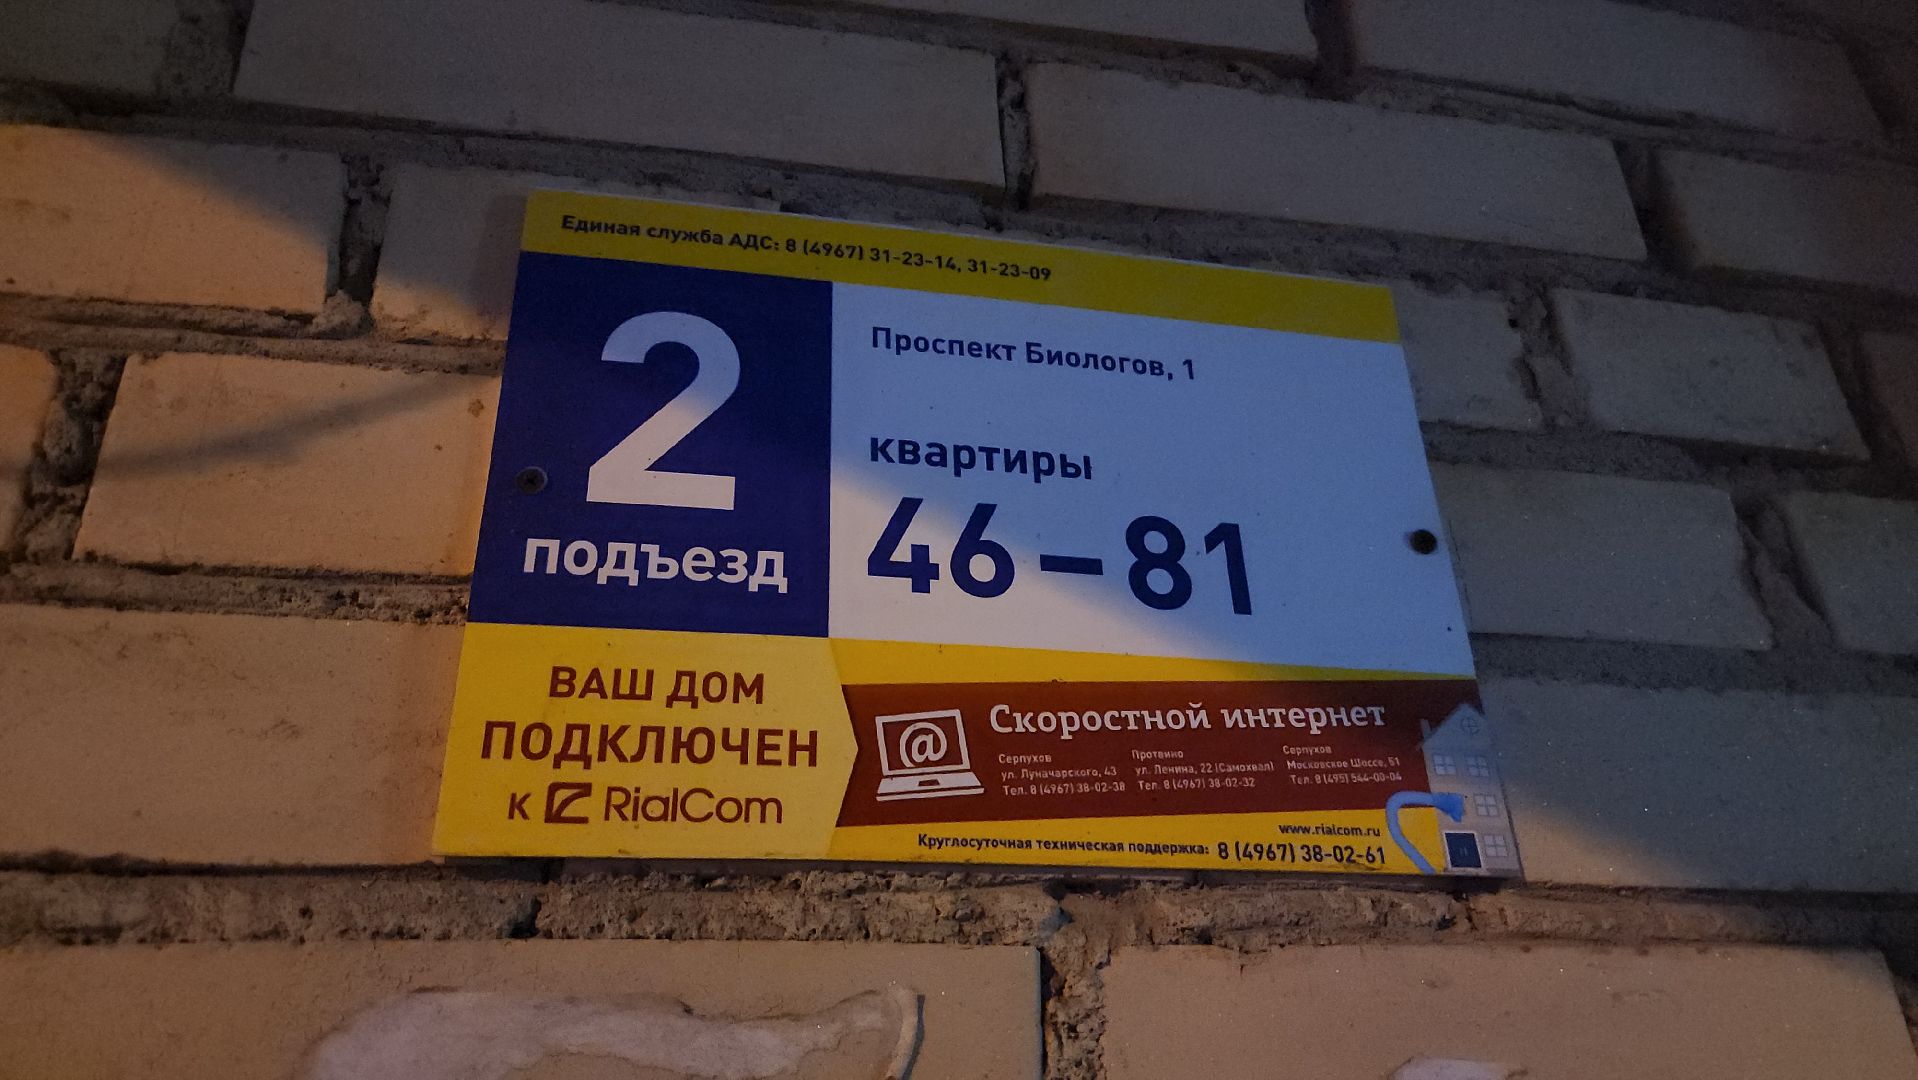 Единая служба АДС: 8 (4967) 31-23-14, 31-23-09
2
подъезд
Проспект Биологов, 1
квартиры
46 – 81
ВАШ ДОМ
ПОДКЛЮЧЕН
к RialCom
@
Скоростной интернет
Серпухов
ул. Луначарского, 43
Тел. 8 (4967) 38-02-38
Протвино
ул. Ленина, 22 (Самохвал)
Тел. 8 (4967) 38-02-32
Серпухов
Московское Шоссе, 51
Тел. 8 (495) 544-00-04
www.rialcom.ru
Круглосуточная техническая поддержка: 8 (4967) 38-02-61